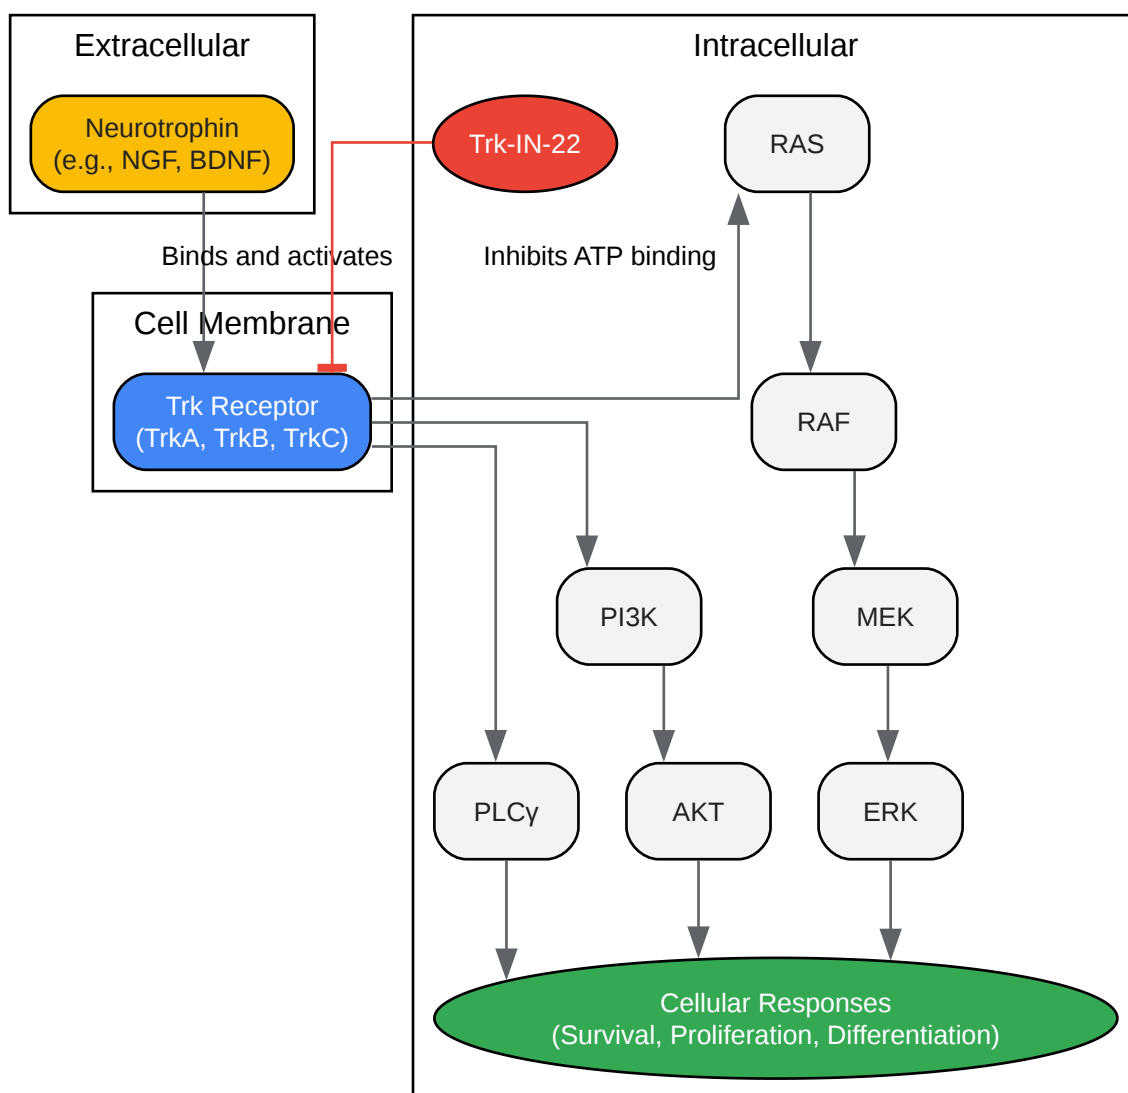 Extracellular
Intracellular
Neurotrophin
(e.g., NGF, BDNF)
Trk-IN-22
RAS
Binds and activates
Inhibits ATP binding
Cell Membrane
Trk Receptor
(TrkA, TrkB, TrkC)
RAF
PI3K
MEK
PLCγ
AKT
ERK
Cellular Responses
(Survival, Proliferation, Differentiation)